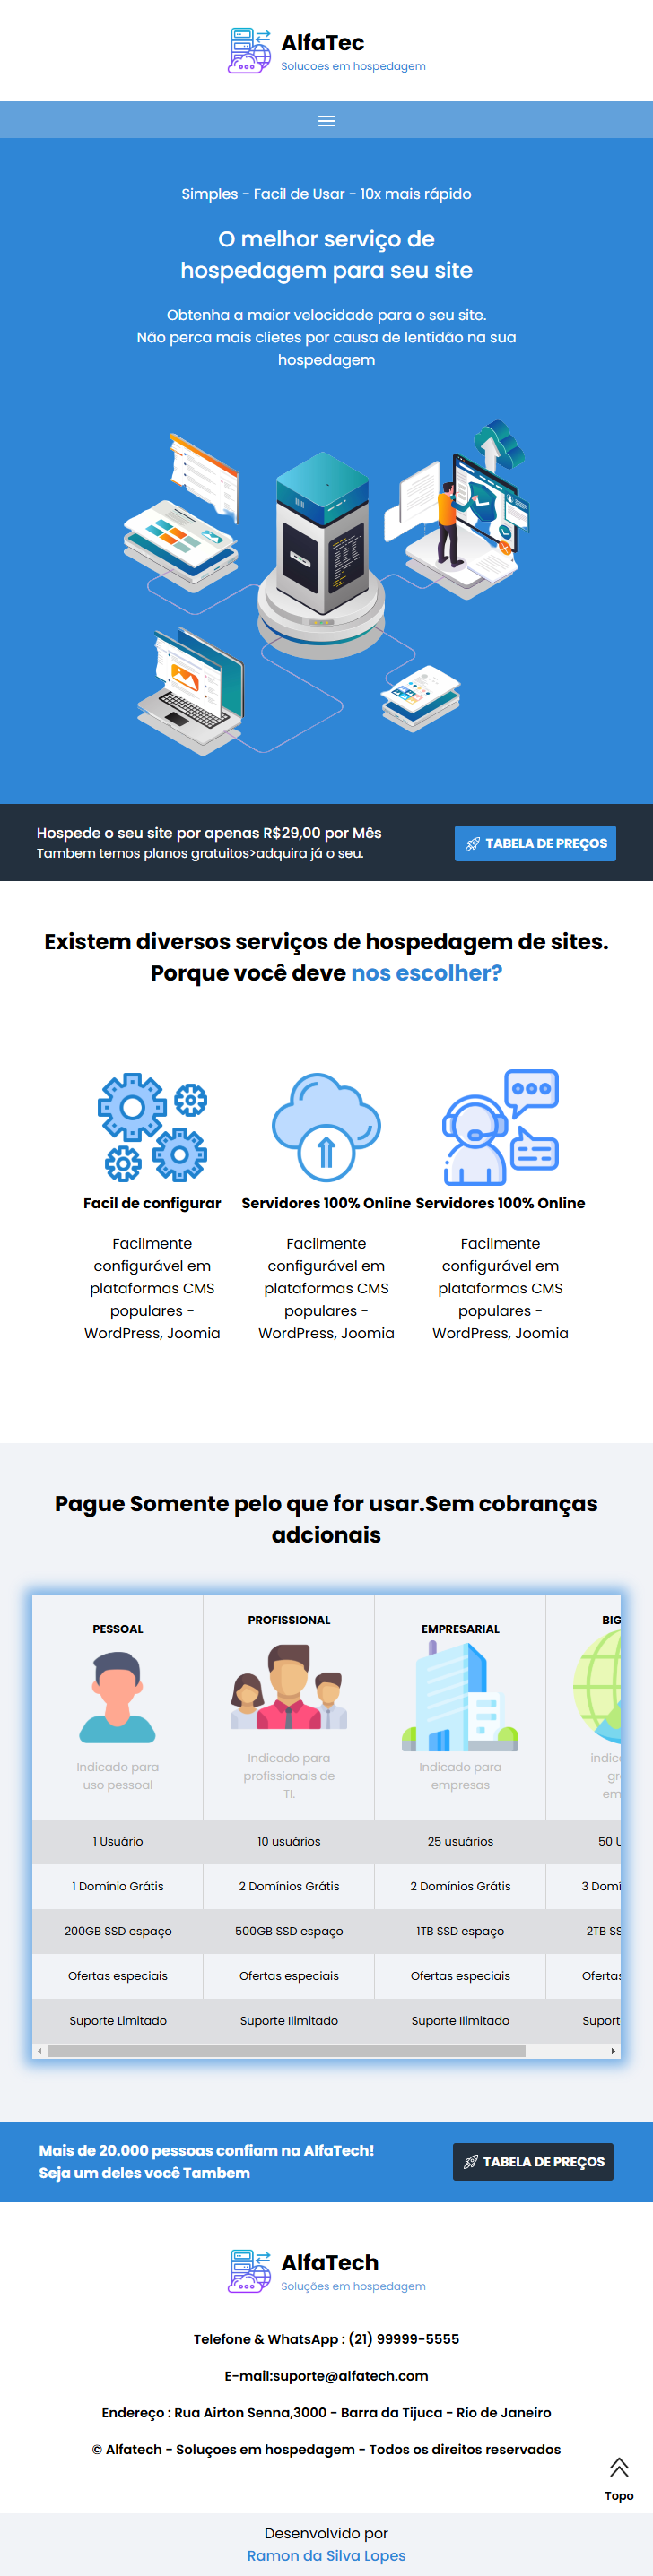 AlfaTec
Solucoes em hospedagem
Simples - Facil de Usar - 10x mais rápido
O melhor serviço de
hospedagem para seu site
Obtenha a maior velocidade para o seu site.
Não perca mais clietes por causa de lentidão na sua
hospedagem
Hospede o seu site por apenas R$29,00 por Mês
Tambem temos planos gratuitos>adquira já o seu.
TABELA DE PREÇOS
Existem diversos serviços de hospedagem de sites.
Porque você deve nos escolher?
Facil de configurar
Facilmente
configurável em
plataformas CMS
populares -
WordPress, Joomia
Servidores 100% Online
Facilmente
configurável em
plataformas CMS
populares -
WordPress, Joomia
Servidores 100% Online
Facilmente
configurável em
plataformas CMS
populares -
WordPress, Joomia
Pague Somente pelo que for usar.Sem cobranças
adcionais
PESSOAL
Indicado para
uso pessoal
PROFISSIONAL
Indicado para
profissionais de
TI.
EMPRESARIAL
Indicado para
empresas
BIG
indic
gr
em
1 Usuário 10 usuários 25 usuários 50 U
1 Domínio Grátis 2 Domínios Grátis 2 Domínios Grátis 3 Domí
200GB SSD espaço 500GB SSD espaço 1TB SSD espaço 2TB SS
Ofertas especiais Ofertas especiais Ofertas especiais Ofertas
Suporte Limitado Suporte Ilimitado Suporte Ilimitado Suport
Mais de 20.000 pessoas confiam na AlfaTech!
Seja um deles você Tambem
TABELA DE PREÇOS
AlfaTech
Soluções em hospedagem
Telefone & WhatsApp : (21) 99999-5555
E-mail:suporte@alfatech.com
Endereço : Rua Airton Senna,3000 - Barra da Tijuca - Rio de Janeiro
© Alfatech - Soluçoes em hospedagem - Todos os direitos reservados
Topo
Desenvolvido por
Ramon da Silva Lopes